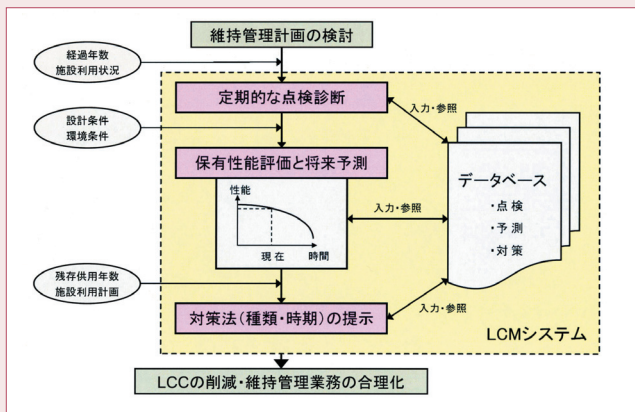 維持管理計画の検討
経過年数
施設利用状況
定期的な点検診断
入力・参照
設計条件
環境条件
保有性能評価と将来予測
データベース
・点検
・予測
・対策
性能
現在
時間
入力・参照
残存供用年数
施設利用計画
入力・参照
対策法（種類・時期）の提示
LCMシステム
LCCの削減・維持管理業務の合理化